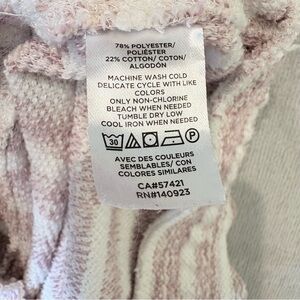 78% POLYESTER/
POLIÉSTER
22% COTTON/ COTON/
ALGODÓN
MACHINE WASH COLD
DELICATE CYCLE WITH LIKE
COLORS
ONLY NON-CHLORINE
BLEACH WHEN NEEDED
TUMBLE DRY LOW
COOL IRON WHEN NEEDED
30 P
AVEC DES COULEURS
SEMBLABLES/ CON
COLORES SIMILARES
CA#57421
RN#140923